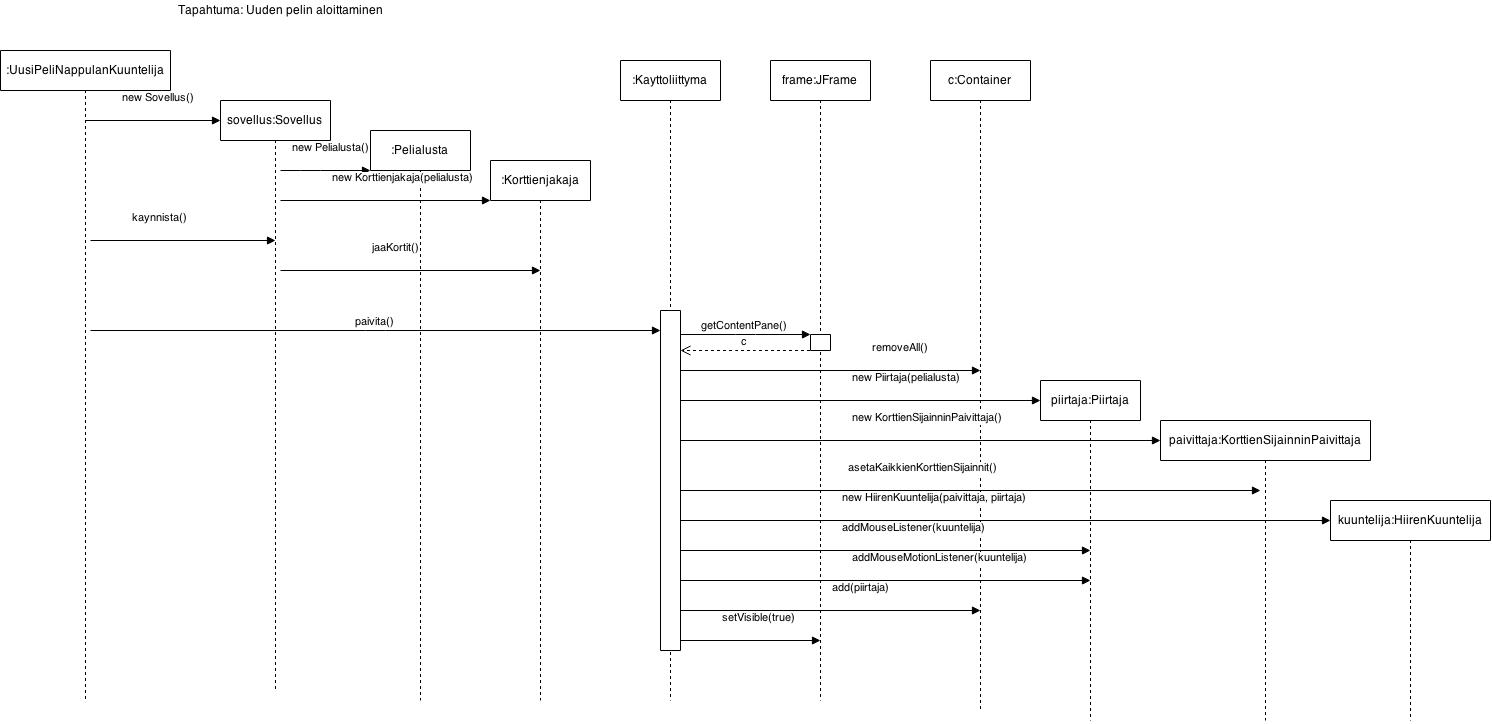 Tapahtuma: Uuden pelin aloittaminen
:UusiPeliNappulanKuuntelija
:Kayttoliittyma
frame:JFrame
c:Container
new Sovellus()
sovellus:Sovellus
new Pelialusta()
:Pelialusta
new Korttienjakaja(pelialusta)
:Korttienjakaja
kaynnista()
jaaKortit()
paivita()
getContentPane()
c
removeAll()
new Piirtaja(pelialusta)
piirtaja:Piirtaja
new KorttienSijainninPaivittaja()
paivittaja:KorttienSijainninPaivittaja
asetaKaikkienKorttienSijainnit()
new HiirenKuuntelija(paivittaja, piirtaja)
kuuntelija:HiirenKuuntelija
addMouseListener(kuuntelija)
addMouseMotionListener(kuuntelija)
add(piirtaja)
setVisible(true)